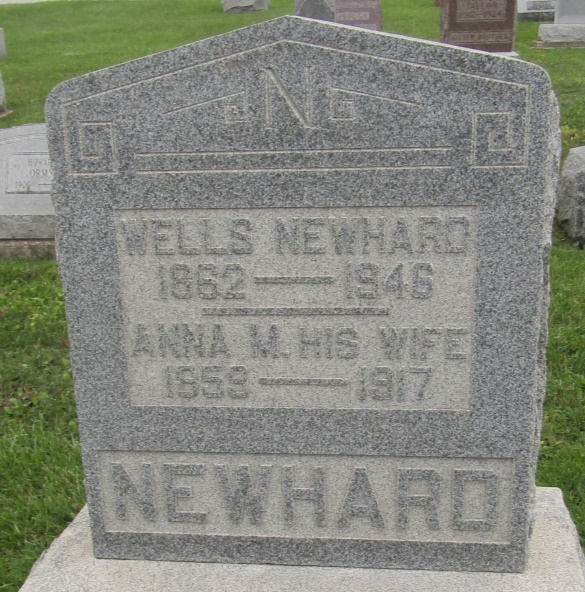 N
WELLS NEWHARD
1862 — 1946
ANNA M. HIS WIFE
1859 — 1917
NEWHARD